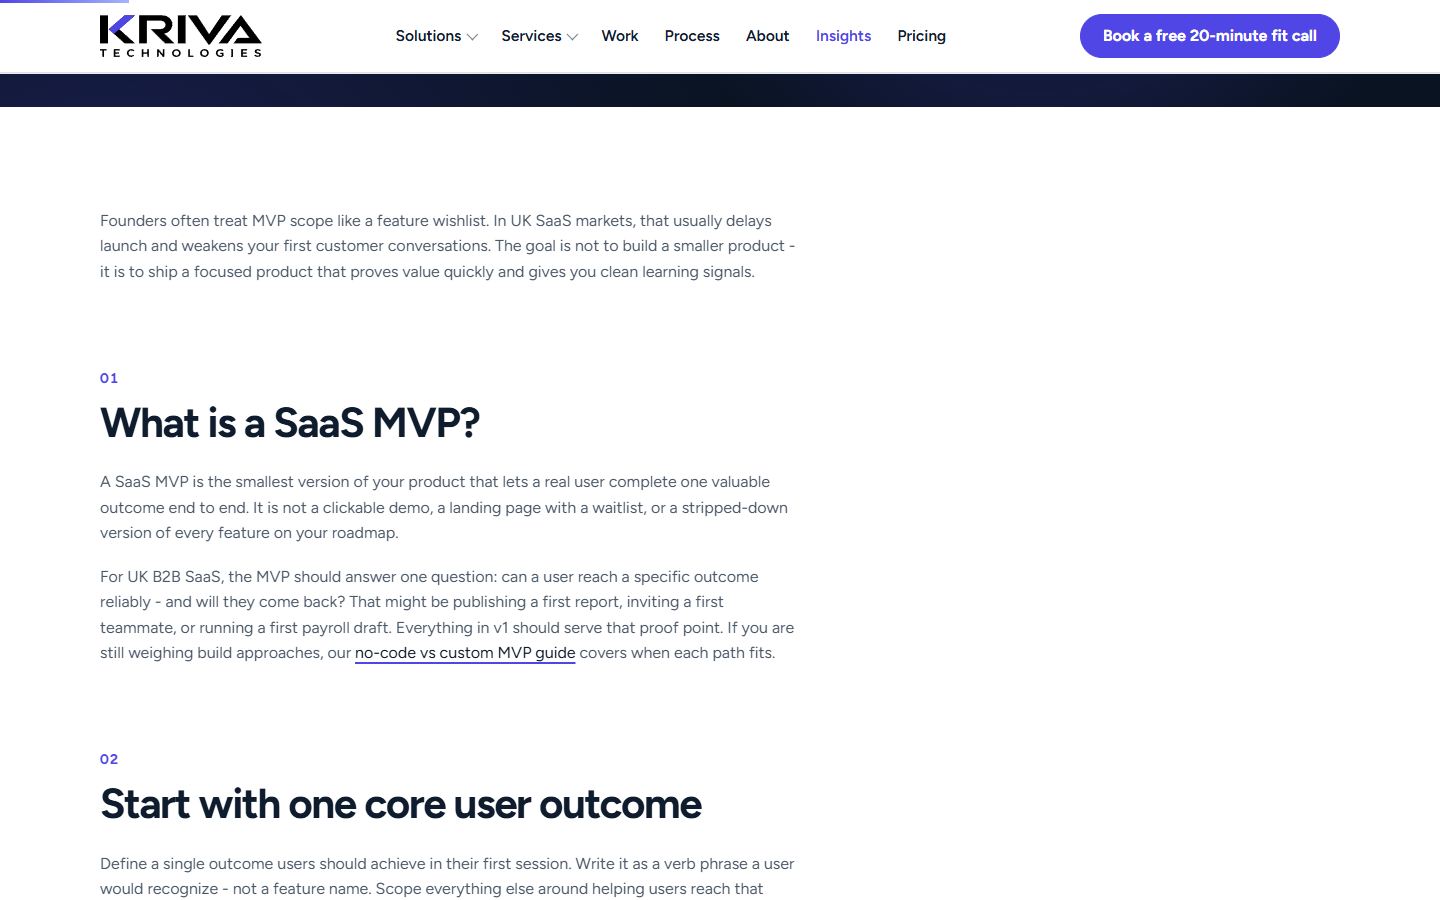 KRIVA
TECHNOLOGIES
Solutions
Services
Work
Process
About
Insights
Pricing
Book a free 20-minute fit call
Founders often treat MVP scope like a feature wishlist. In UK SaaS markets, that usually delays
launch and weakens your first customer conversations. The goal is not to build a smaller product -
it is to ship a focused product that proves value quickly and gives you clean learning signals.
01
What is a SaaS MVP?
A SaaS MVP is the smallest version of your product that lets a real user complete one valuable
outcome end to end. It is not a clickable demo, a landing page with a waitlist, or a stripped-down
version of every feature on your roadmap.
For UK B2B SaaS, the MVP should answer one question: can a user reach a specific outcome
reliably - and will they come back? That might be publishing a first report, inviting a first
teammate, or running a first payroll draft. Everything in v1 should serve that proof point. If you are
still weighing build approaches, our no-code vs custom MVP guide covers when each path fits.
02
Start with one core user outcome
Define a single outcome users should achieve in their first session. Write it as a verb phrase a user
would recognize - not a feature name. Scope everything else around helping users reach that